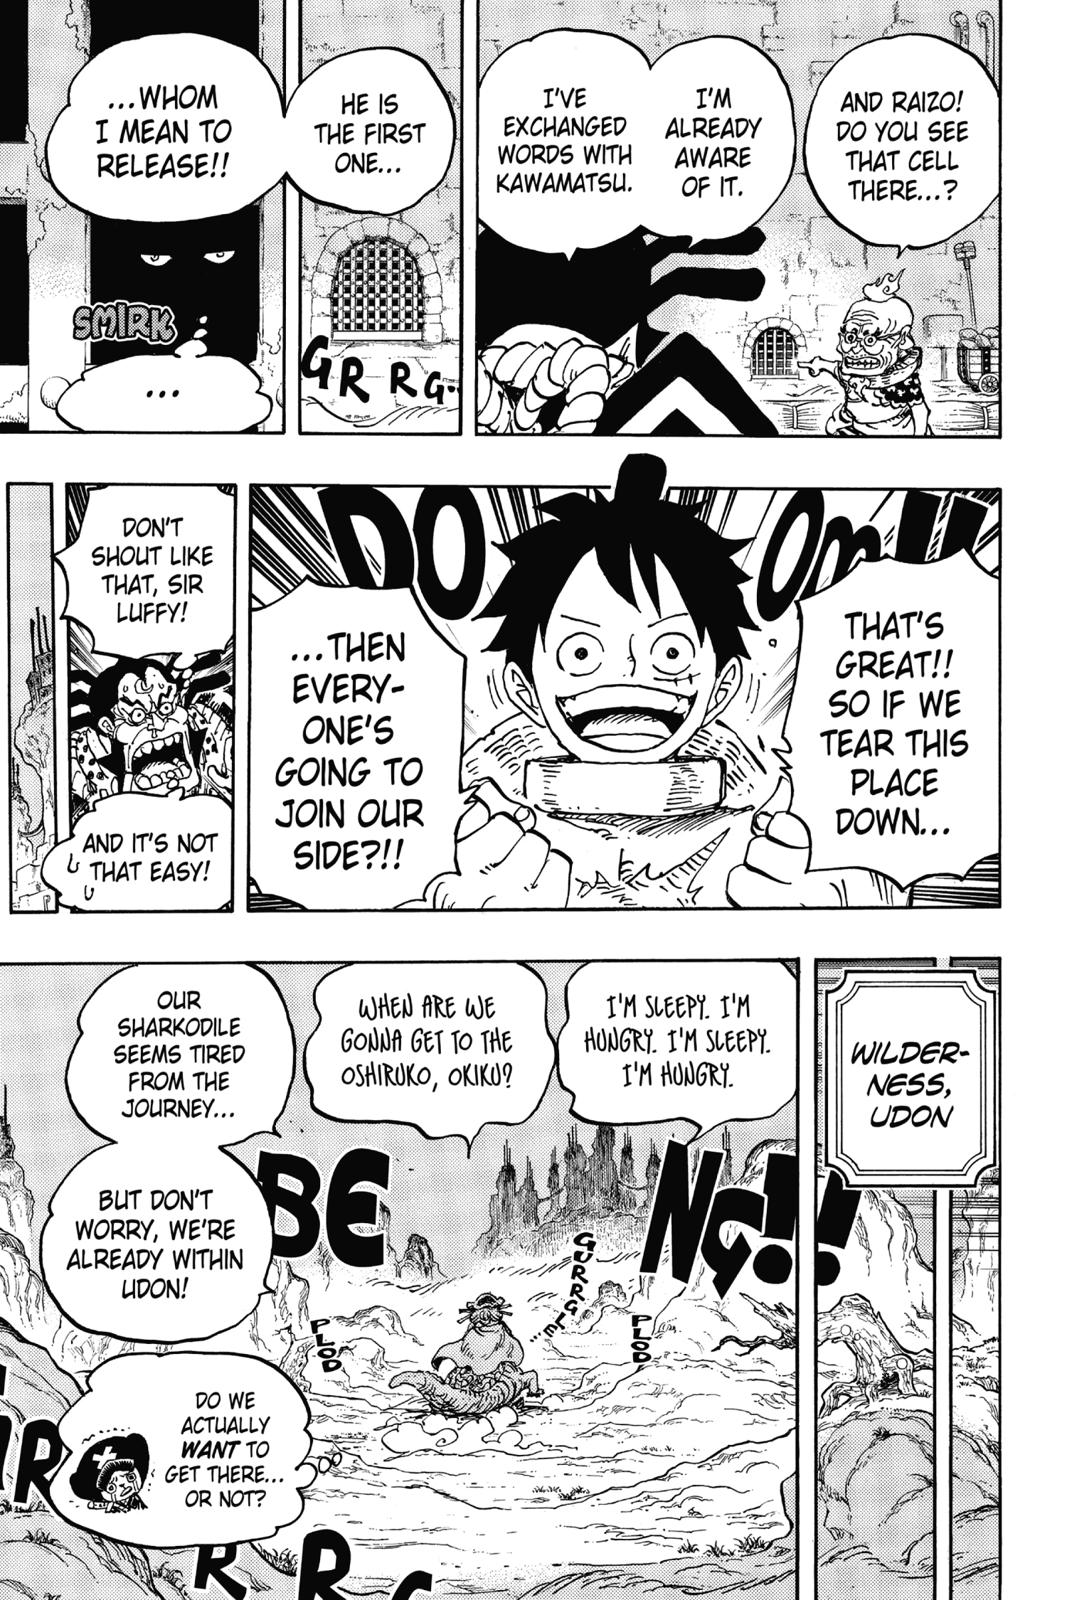 AND RAIZO!
DO YOU SEE
THAT CELL
THERE...?
I'M
ALREADY
AWARE
OF IT.
I'VE
EXCHANGED
WORDS WITH
KAWAMATSU.
HE IS
THE FIRST
ONE...
GRRG..
...WHOM
I MEAN TO
RELEASE!!
SMIRK
...
DOOM!!
THAT'S
GREAT!!
SO IF WE
TEAR THIS
PLACE
DOWN...
...THEN
EVERY-
ONE'S
GOING TO
JOIN OUR
SIDE?!!
DON'T
SHOUT LIKE
THAT, SIR
LUFFY!
AND IT'S NOT
THAT EASY!
WILDER-
NESS,
UDON
I'M SLEEPY. I'M
HUNGRY. I'M SLEEPY.
I'M HUNGRY.
WHEN ARE WE
GONNA GET TO THE
OSHIRUKO, OKIKU?
OUR
SHARKODILE
SEEMS TIRED
FROM THE
JOURNEY...
BUT DON'T
WORRY, WE'RE
ALREADY WITHIN
UDON!
BENG!!
GURRGLE...
PLOD
PLOD
DO WE
ACTUALLY
WANT TO
GET THERE...
OR NOT?